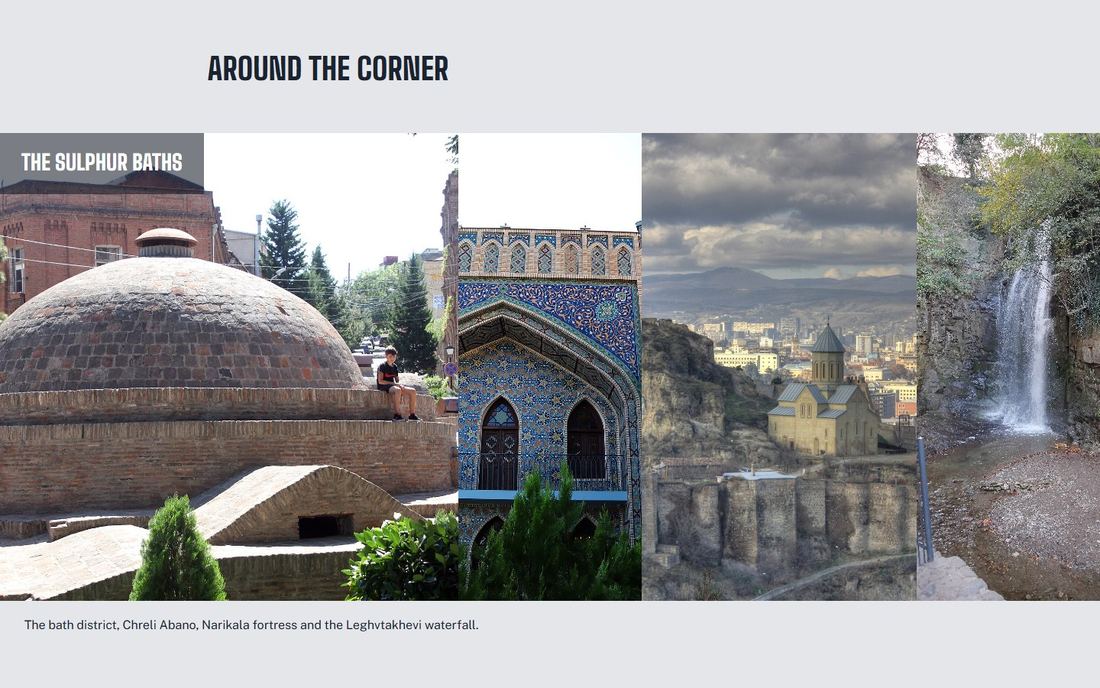 AROUND THE CORNER
THE SULPHUR BATHS
The bath district, Chreli Abano, Narikala fortress and the Leghvtakhevi waterfall.